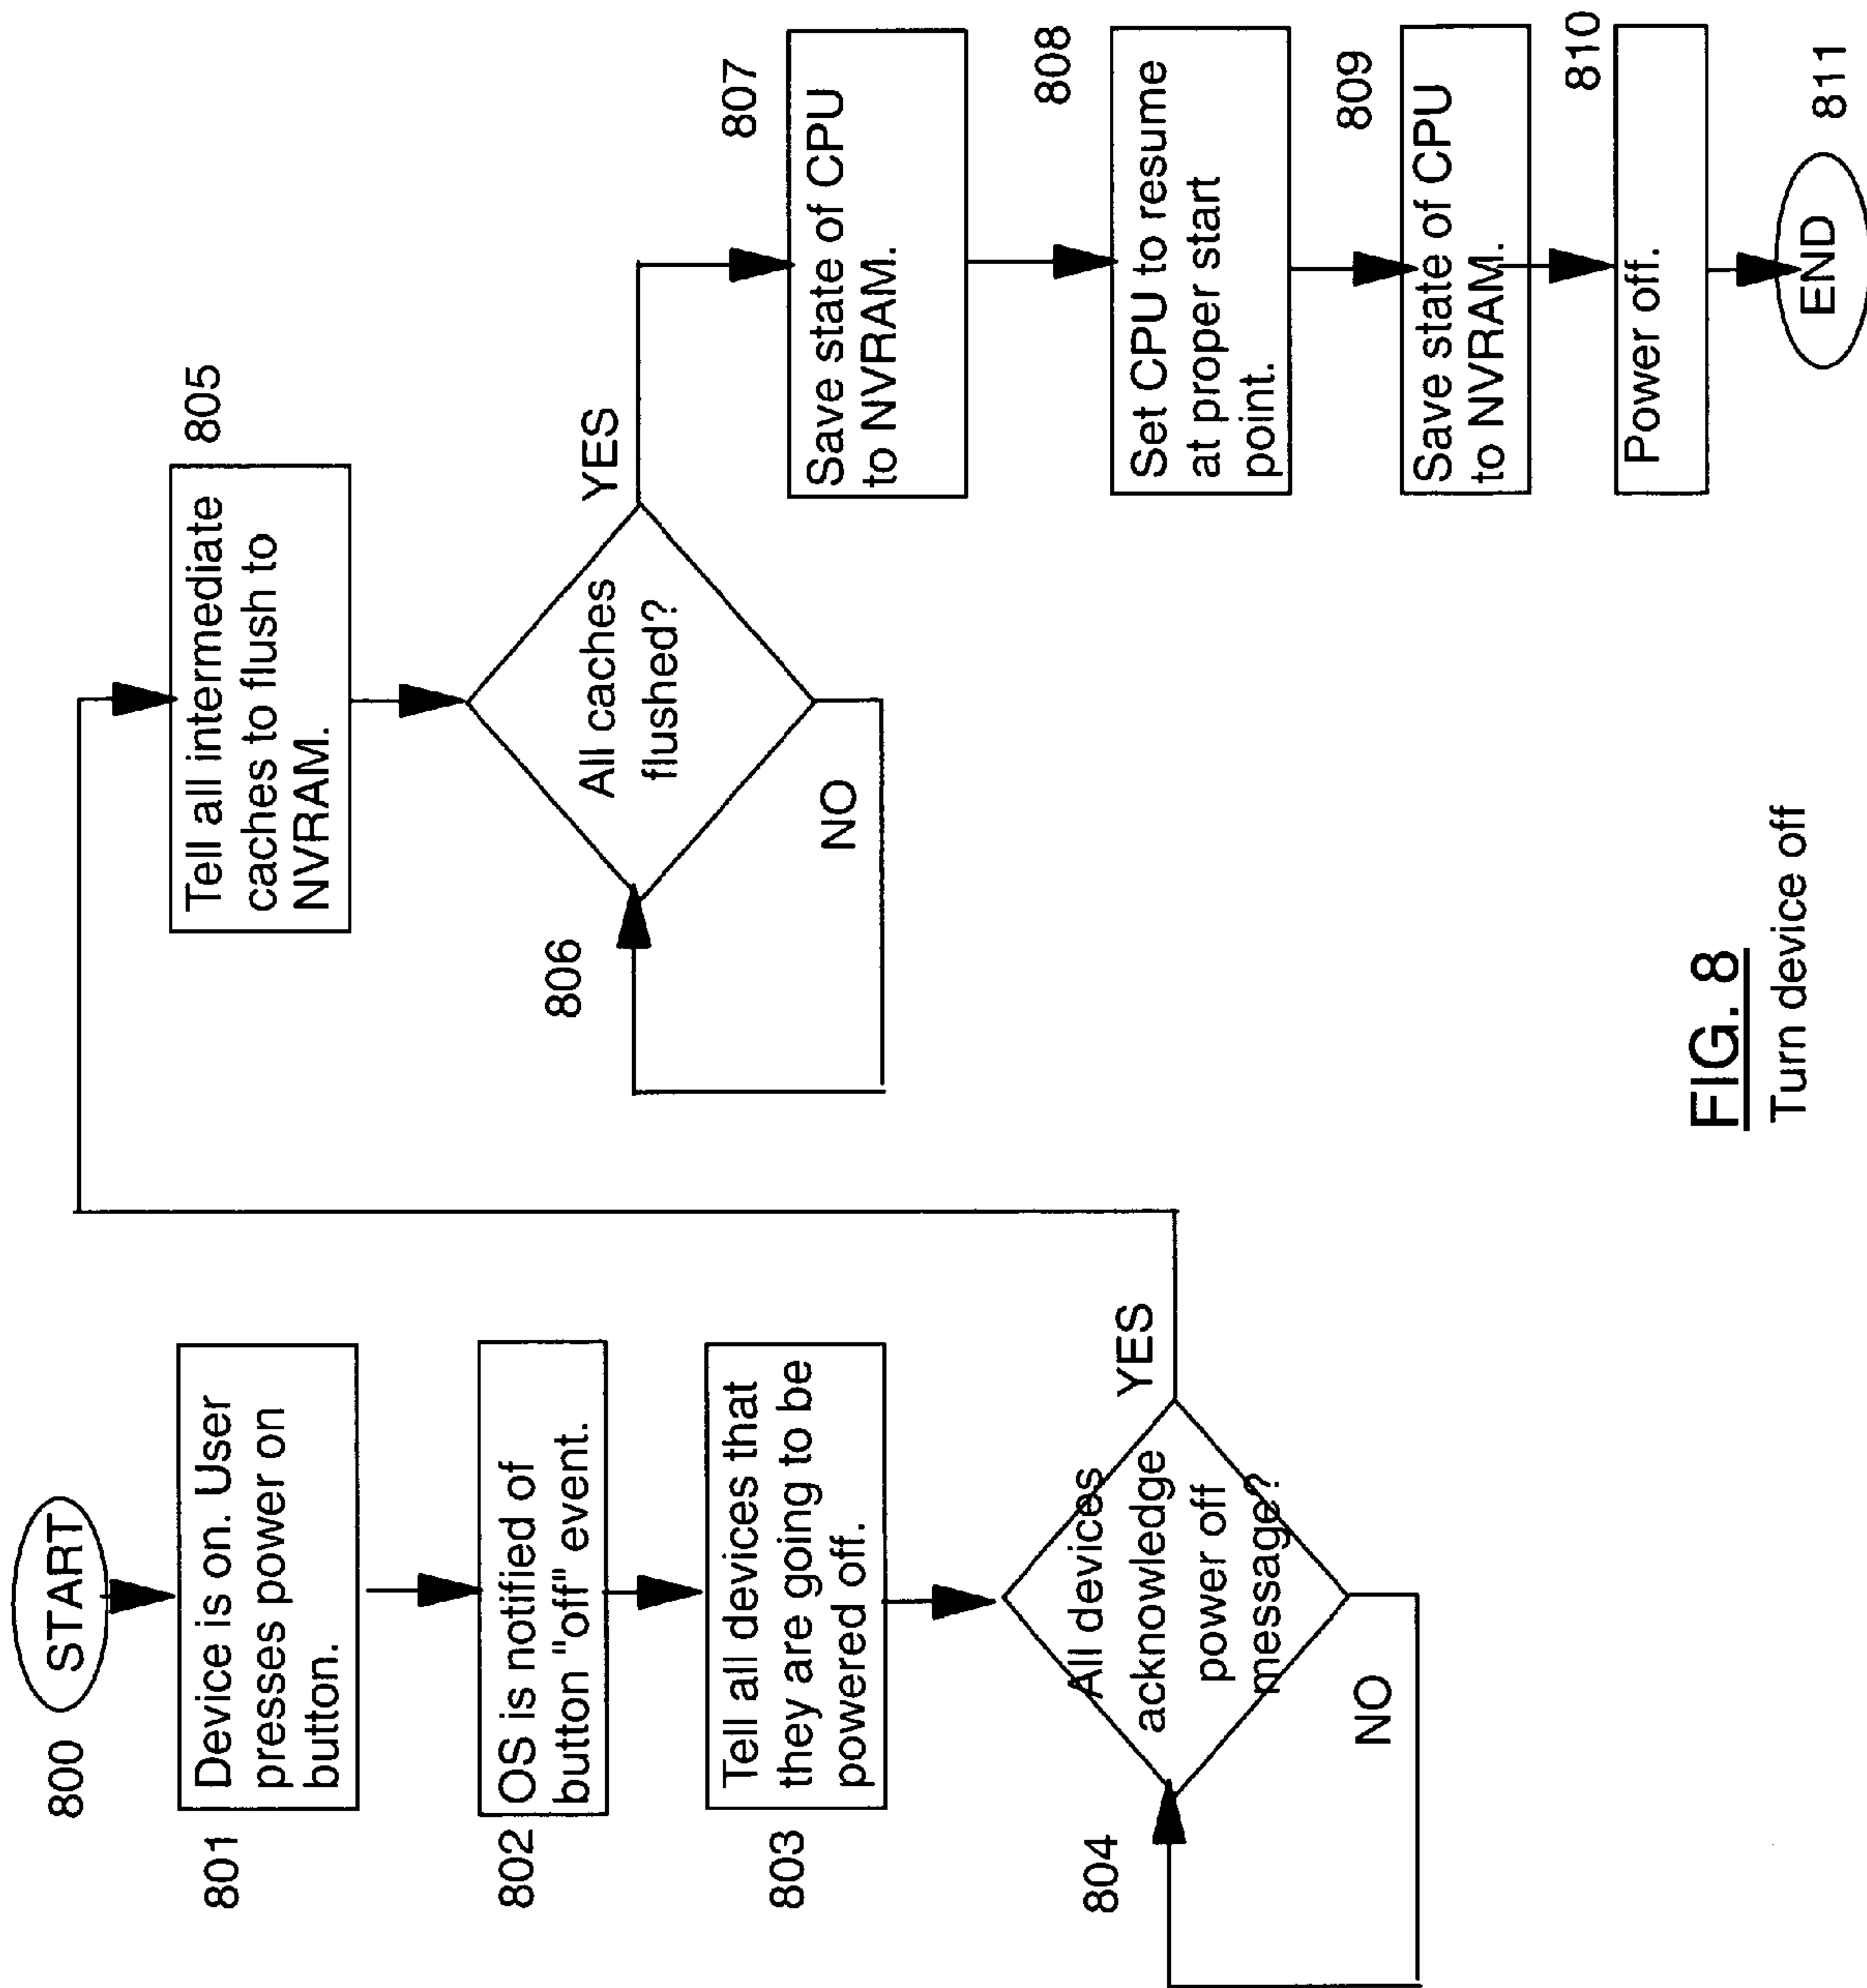 800
START
801
Device is on. User
presses power on
button.
802
OS is notified of
button "off" event.
803
Tell all devices that
they are going to be
powered off.
804
All devices
acknowledge
power off
message?
YES
NO
805
Tell all intermediate
caches to flush to
NVRAM.
806
All caches
flushed?
YES
NO
807
Save state of CPU
to NVRAM.
808
Set CPU to resume
at proper start
point.
809
Save state of CPU
to NVRAM.
810
Power off.
END
811
FIG. 8
Turn device off